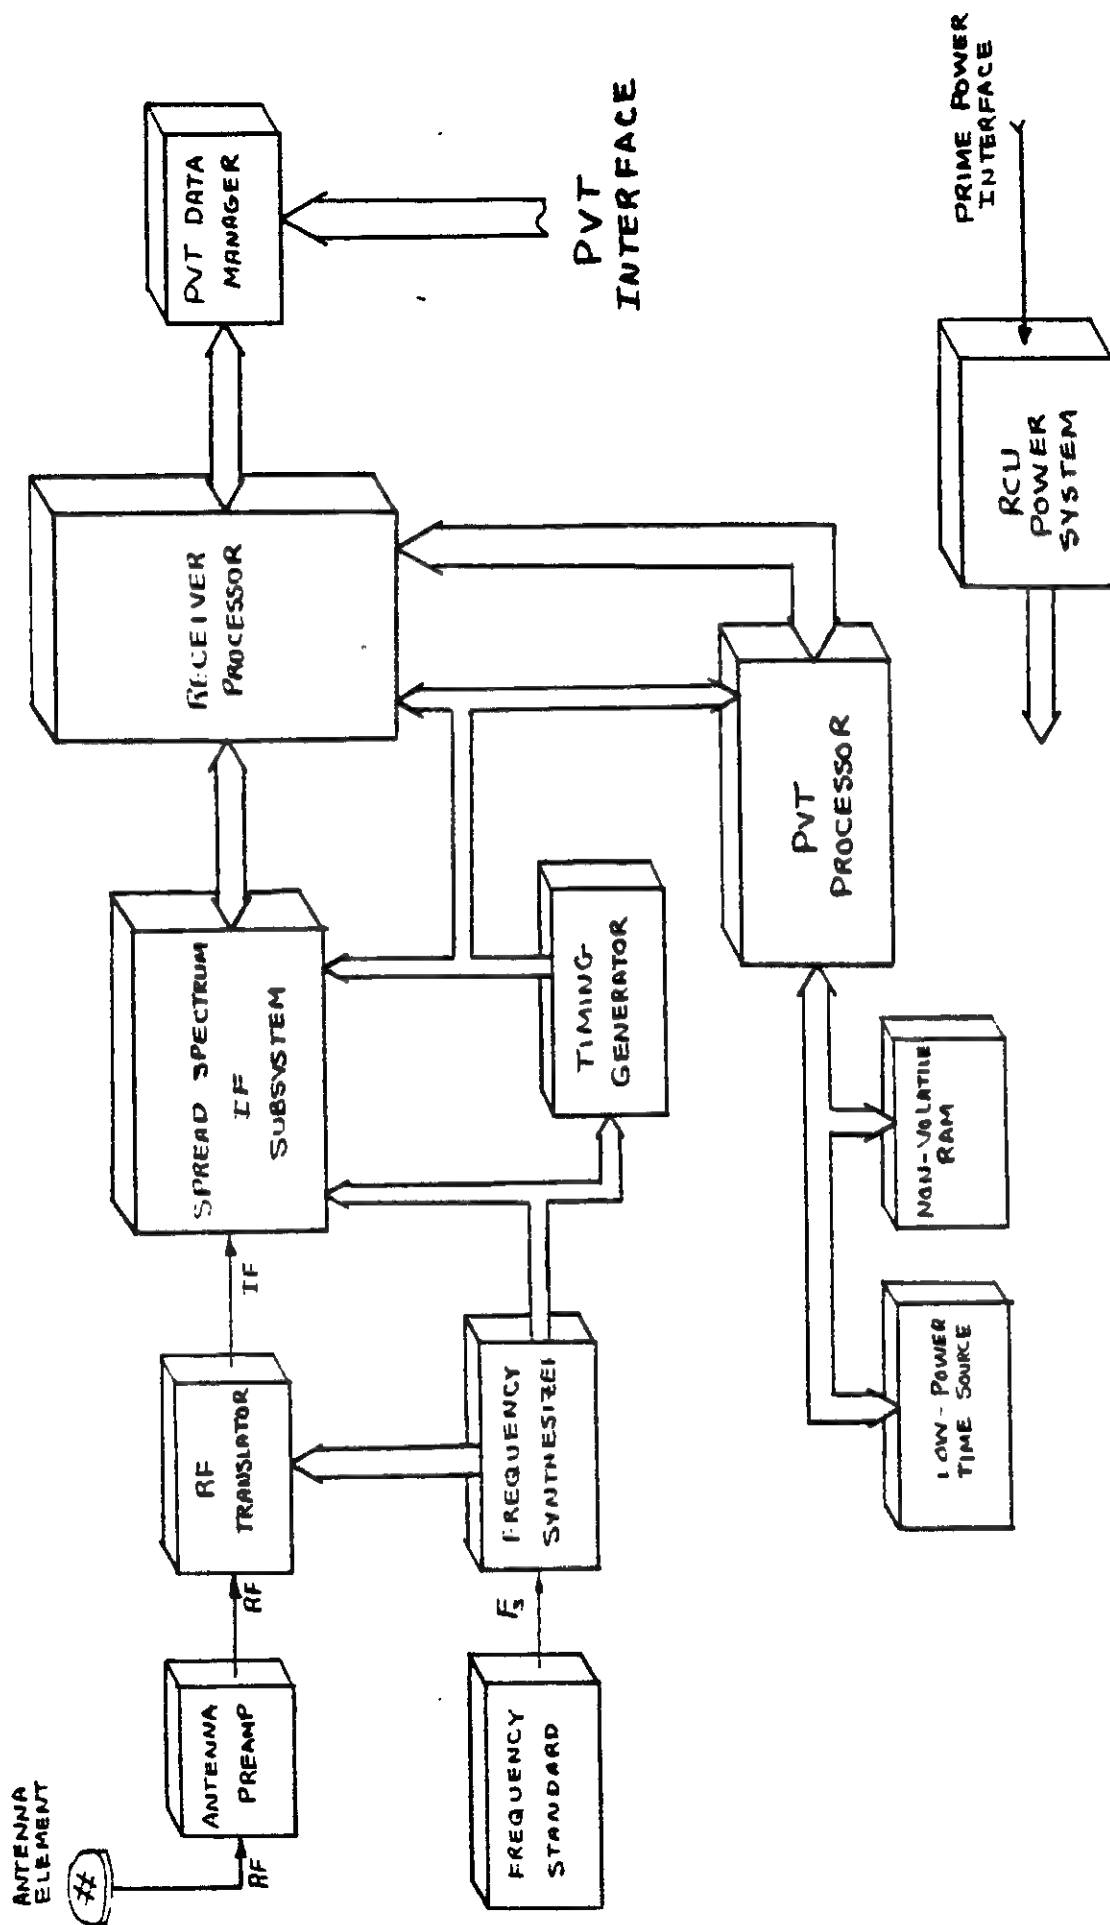 ANTENNA
ELEMENT
RF
ANTENNA
PREAMP
RF
RF
TRANSLATOR
IF
SPREAD SPECTRUM
IF
SUBSYSTEM
RECEIVER
PROCESSOR
PVT DATA
MANAGER
PVT
INTERFACE
FREQUENCY
STANDARD
Fs
FREQUENCY
SYNTHESIZE
TIMING
GENERATOR
PVT
PROCESSOR
LOW-POWER
TIME SOURCE
NON-VOLATILE
RAM
RCU
POWER
SYSTEM
PRIME POWER
INTERFACE